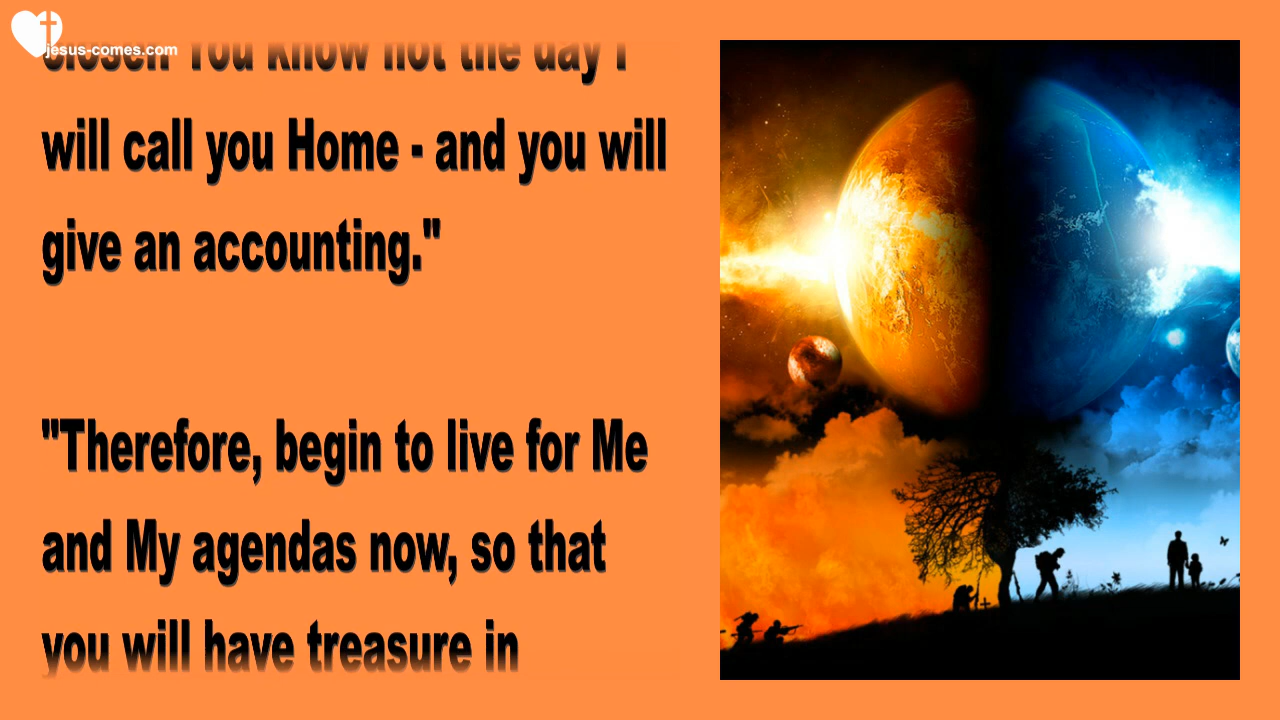 jesus-comes.com
closer. You know not the day I
will call you Home - and you will
give an accounting."
"Therefore, begin to live for Me
and My agendas now, so that
you will have treasure in